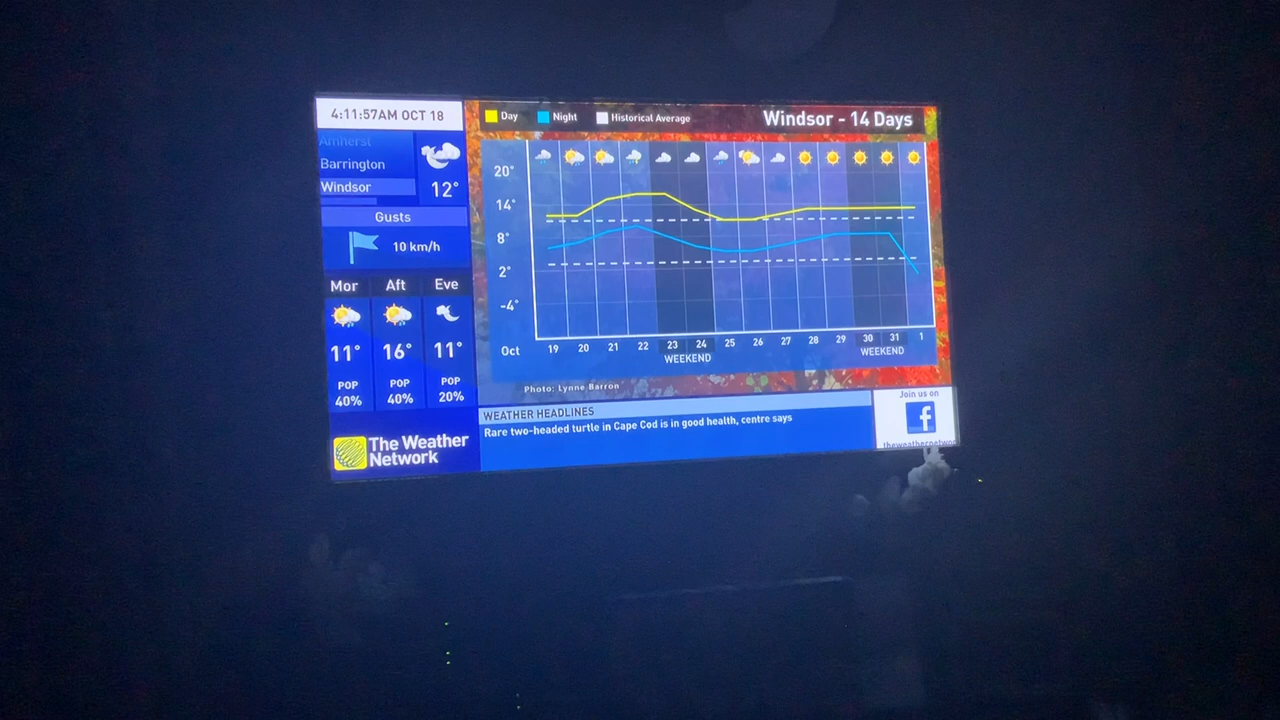 4:11:57AM OCT 18
Amherst
Barrington
Windsor
12°
Gusts
10 km/h
Mor Aft Eve
11° 16° 11°
POP POP POP
40% 40% 20%
The Weather
Network
Day Night Historical Average
Windsor - 14 Days
20°
14°
8°
2°
-4°
Oct 19 20 21 22 23 24 25 26 27 28 29 30 31 1
WEEKEND WEEKEND
Photo: Lynne Barron
WEATHER HEADLINES
Rare two-headed turtle in Cape Cod is in good health, centre says
Join us on
f
theweathernetwor